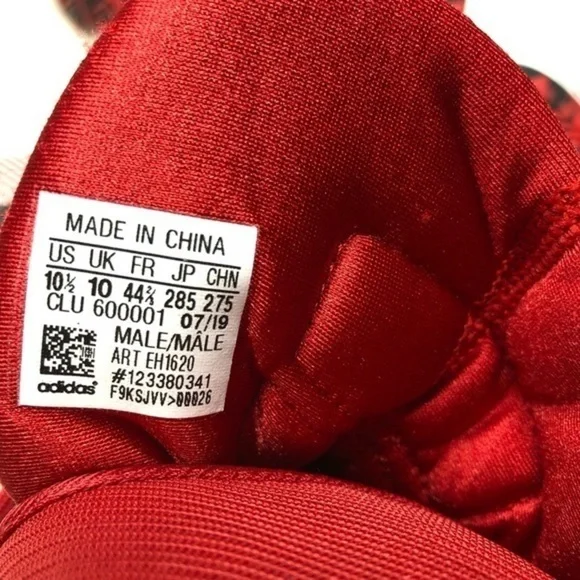 MADE IN CHINA
US UK FR JP CHN
10½ 10 44⅔ 285 275
CLU 600001 07/19
MALE/MÂLE
ART EH1620
#123380341
F9KSJVV>00026
adidas